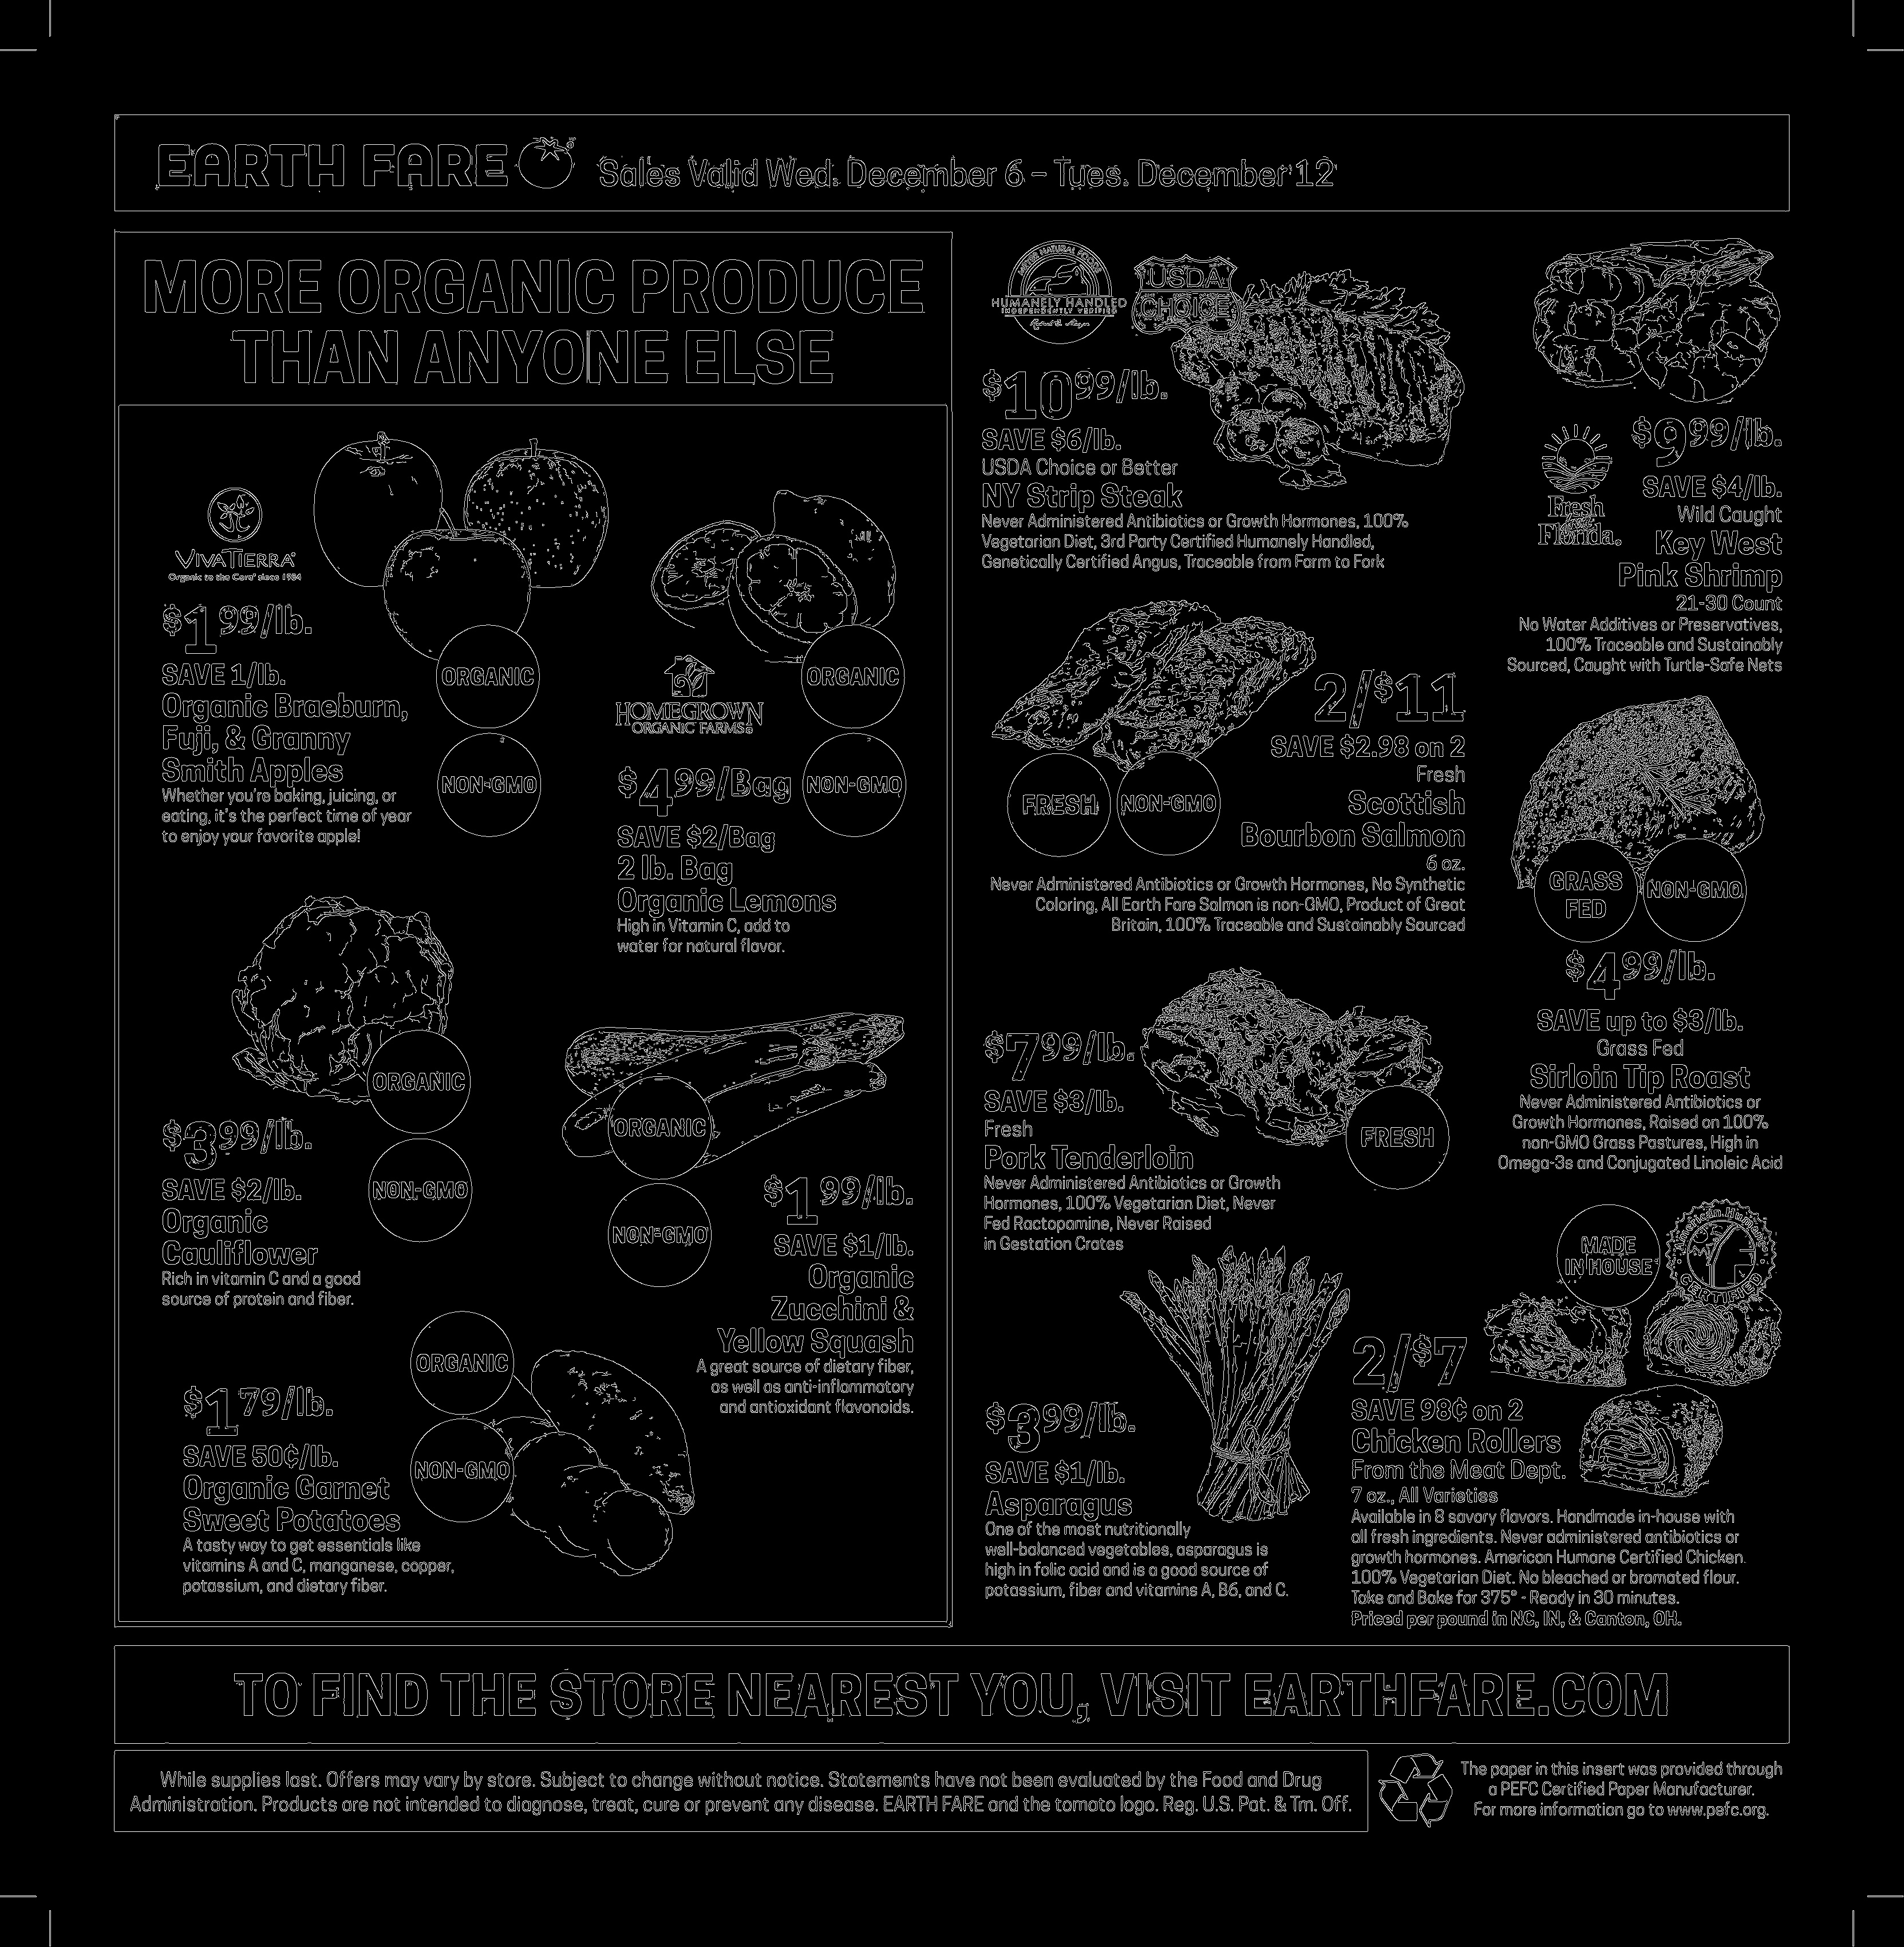 EARTH FARE
Sales Valid Wed. December 6 – Tues. December 12
MORE ORGANIC PRODUCE
THAN ANYONE ELSE
VIVATIERRA
Organic to the Core® since 1984
$1 99/lb.
SAVE 1/lb.
Organic Braeburn,
Fuji, & Granny
Smith Apples
Whether you're baking, juicing, or
eating, it's the perfect time of year
to enjoy your favorite apple!
ORGANIC
NON-GMO
HOMEGROWN
ORGANIC FARMS
$4 99/Bag
SAVE $2/Bag
2 lb. Bag
Organic Lemons
High in Vitamin C, add to
water for natural flavor.
ORGANIC
NON-GMO
$3 99/lb.
SAVE $2/lb.
Organic
Cauliflower
Rich in vitamin C and a good
source of protein and fiber.
ORGANIC
NON-GMO
ORGANIC
NON-GMO
$1 99/lb.
SAVE $1/lb.
Organic
Zucchini &
Yellow Squash
A great source of dietary fiber,
as well as anti-inflammatory
and antioxidant flavonoids.
ORGANIC
NON-GMO
$1 79/lb.
SAVE 50¢/lb.
Organic Garnet
Sweet Potatoes
A tasty way to get essentials like
vitamins A and C, manganese, copper,
potassium, and dietary fiber.
HUMANELY HANDLED
INDEPENDENTLY VERIFIED
USDA
CHOICE
$10 99/lb.
SAVE $6/lb.
USDA Choice or Better
NY Strip Steak
Never Administered Antibiotics or Growth Hormones, 100%
Vegetarian Diet, 3rd Party Certified Humanely Handled,
Genetically Certified Angus, Traceable from Farm to Fork
Fresh
Florida.
$9 99/lb.
SAVE $4/lb.
Wild Caught
Key West
Pink Shrimp
21-30 Count
No Water Additives or Preservatives,
100% Traceable and Sustainably
Sourced, Caught with Turtle-Safe Nets
FRESH
NON-GMO
2/$11
SAVE $2.98 on 2
Fresh
Scottish
Bourbon Salmon
6 oz.
Never Administered Antibiotics or Growth Hormones, No Synthetic
Coloring, All Earth Fare Salmon is non-GMO, Product of Great
Britain, 100% Traceable and Sustainably Sourced
GRASS
FED
NON-GMO
$4 99/lb.
SAVE up to $3/lb.
Grass Fed
Sirloin Tip Roast
Never Administered Antibiotics or
Growth Hormones, Raised on 100%
non-GMO Grass Pastures, High in
Omega-3s and Conjugated Linoleic Acid
$7 99/lb.
SAVE $3/lb.
Fresh
Pork Tenderloin
Never Administered Antibiotics or Growth
Hormones, 100% Vegetarian Diet, Never
Fed Ractopamine, Never Raised
in Gestation Crates
FRESH
$3 99/lb.
SAVE $1/lb.
Asparagus
One of the most nutritionally
well-balanced vegetables, asparagus is
high in folic acid and is a good source of
potassium, fiber and vitamins A, B6, and C.
MADE
IN HOUSE
American Humane
CERTIFIED
2/$7
SAVE 98¢ on 2
Chicken Rollers
From the Meat Dept.
7 oz., All Varieties
Available in 8 savory flavors. Handmade in-house with
all fresh ingredients. Never administered antibiotics or
growth hormones. American Humane Certified Chicken.
100% Vegetarian Diet. No bleached or bromated flour.
Take and Bake for 375° - Ready in 30 minutes.
Priced per pound in NC, IN, & Canton, OH.
TO FIND THE STORE NEAREST YOU, VISIT EARTHFARE.COM
While supplies last. Offers may vary by store. Subject to change without notice. Statements have not been evaluated by the Food and Drug
Administration. Products are not intended to diagnose, treat, cure or prevent any disease. EARTH FARE and the tomato logo. Reg. U.S. Pat. & Tm. Off.
The paper in this insert was provided through
a PEFC Certified Paper Manufacturer.
For more information go to www.pefc.org.